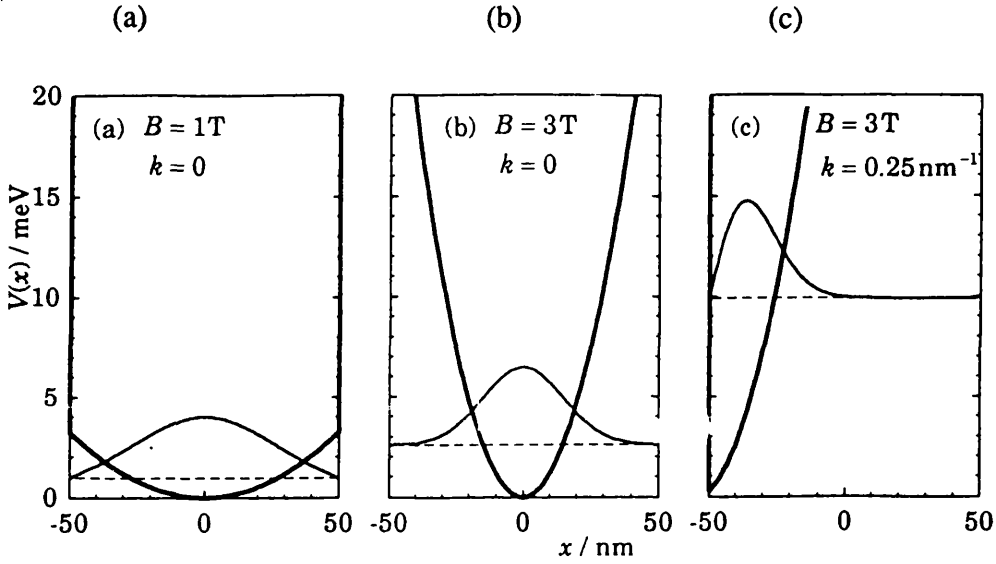 (a) (b) (c)
20
15
10
5
0
V(x) / meV
(a) B = 1T
k = 0
(b) B = 3T
k = 0
(c) B = 3T
k = 0.25 nm⁻¹
-50 0 50
-50 0 50
-50 0 50
x / nm